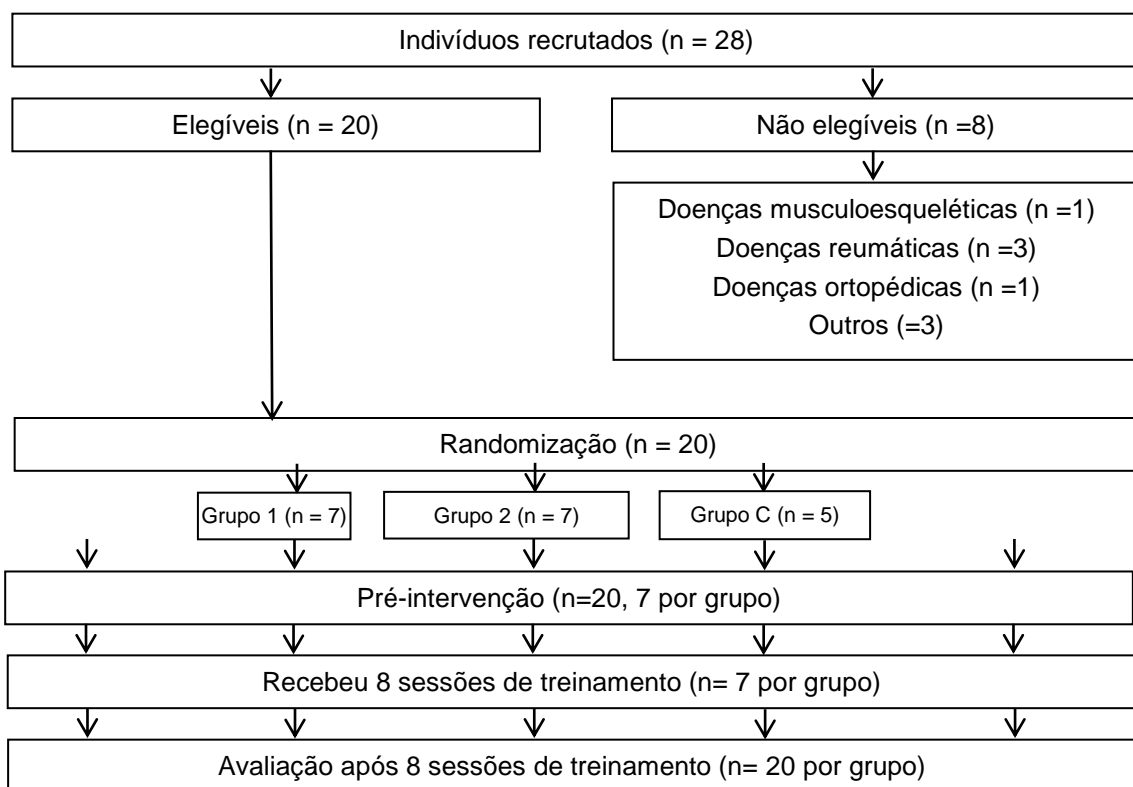 Indivíduos recrutados (n = 28)
Elegíveis (n = 20)
Não elegíveis (n =8)
Doenças musculoesqueléticas (n =1)
Doenças reumáticas (n =3)
Doenças ortopédicas (n =1)
Outros (=3)
Randomização (n = 20)
Grupo 1 (n = 7)
Grupo 2 (n = 7)
Grupo C (n = 5)
Pré-intervenção (n=20, 7 por grupo)
Recebeu 8 sessões de treinamento (n= 7 por grupo)
Avaliação após 8 sessões de treinamento (n= 20 por grupo)